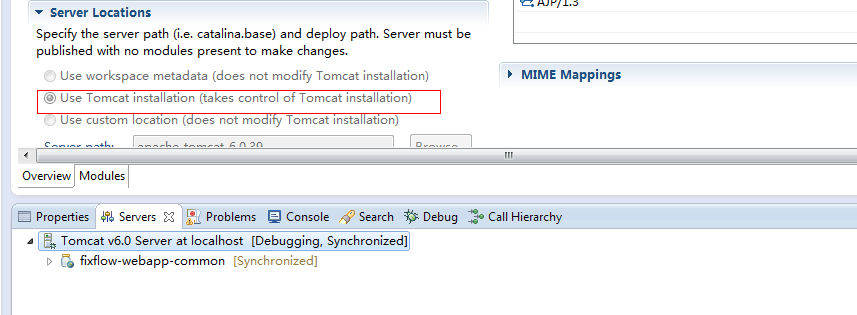 Server Locations
Specify the server path (i.e. catalina.base) and deploy path. Server must be
published with no modules present to make changes.
Use workspace metadata (does not modify Tomcat installation)
Use Tomcat installation (takes control of Tomcat installation)
Use custom location (does not modify Tomcat installation)
Server path: apache-tomcat-6.0.39 Browse...
AJP/1.3
MIME Mappings
Overview Modules
Properties Servers Problems Console Search Debug Call Hierarchy
Tomcat v6.0 Server at localhost [Debugging, Synchronized]
fixflow-webapp-common [Synchronized]